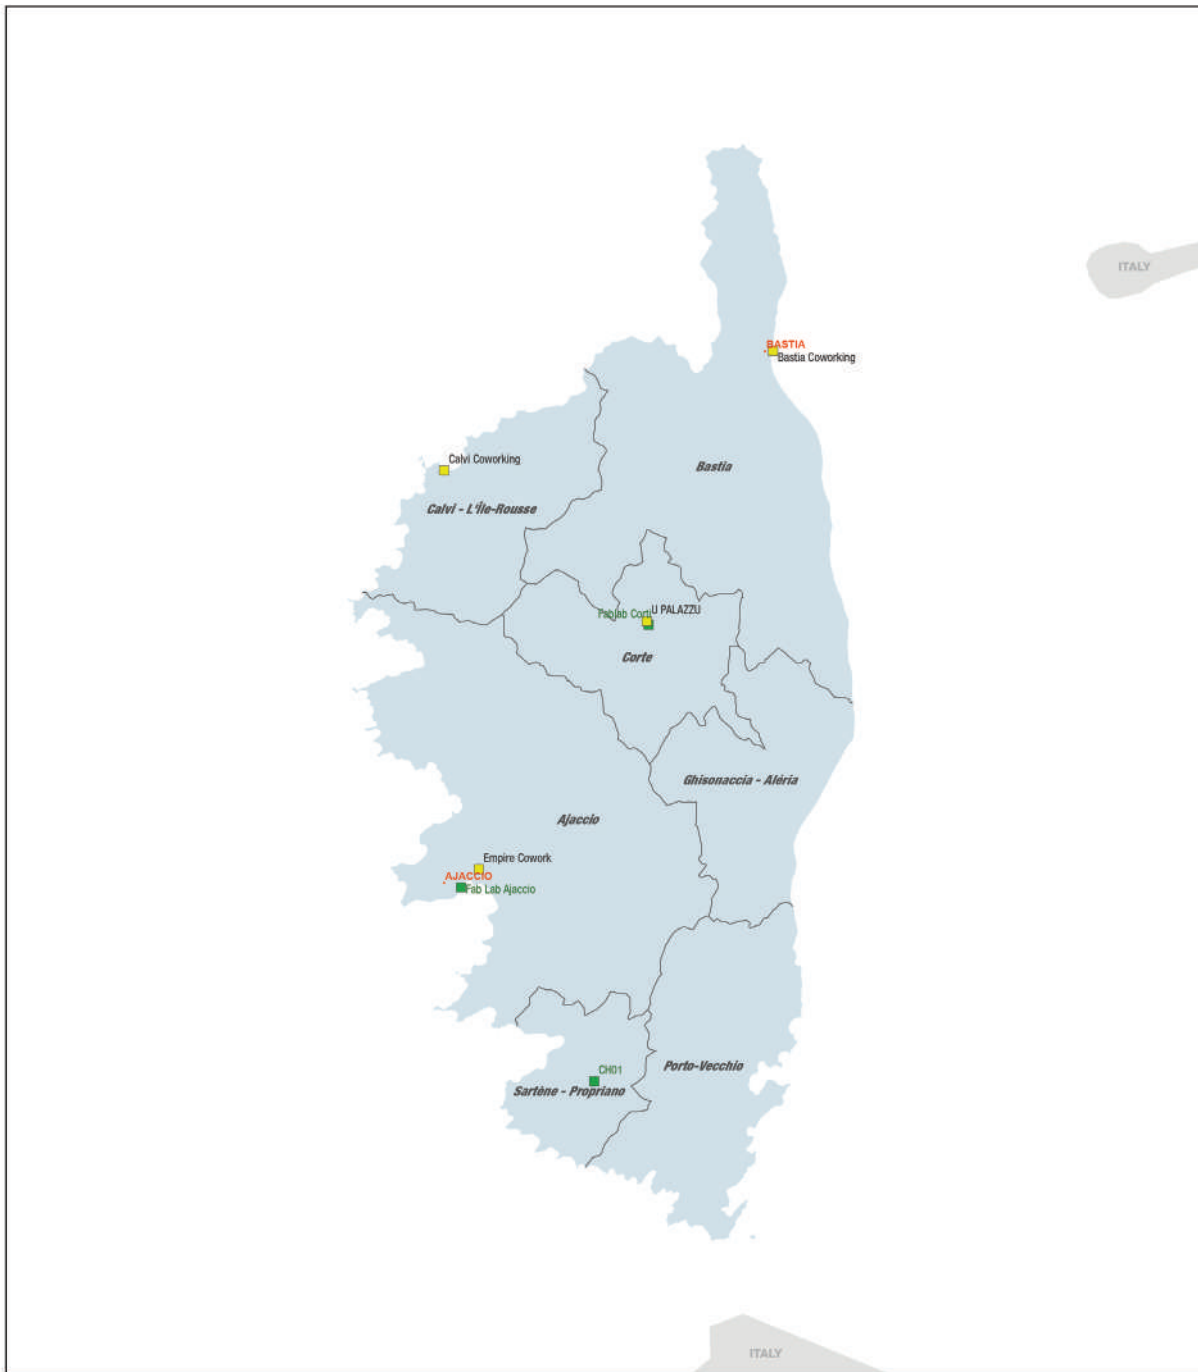 ITALY
BASTIA
Bastia Coworking
Calvi Coworking
Bastia
Calvi - L'Île-Rousse
Fablab Corti
U PALAZZU
Corte
Ghisonaccia - Aléria
Ajaccio
Empire Cowork
AJACCIO
Fab Lab Ajaccio
Porto-Vecchio
CH01
Sartène - Propriano
ITALY